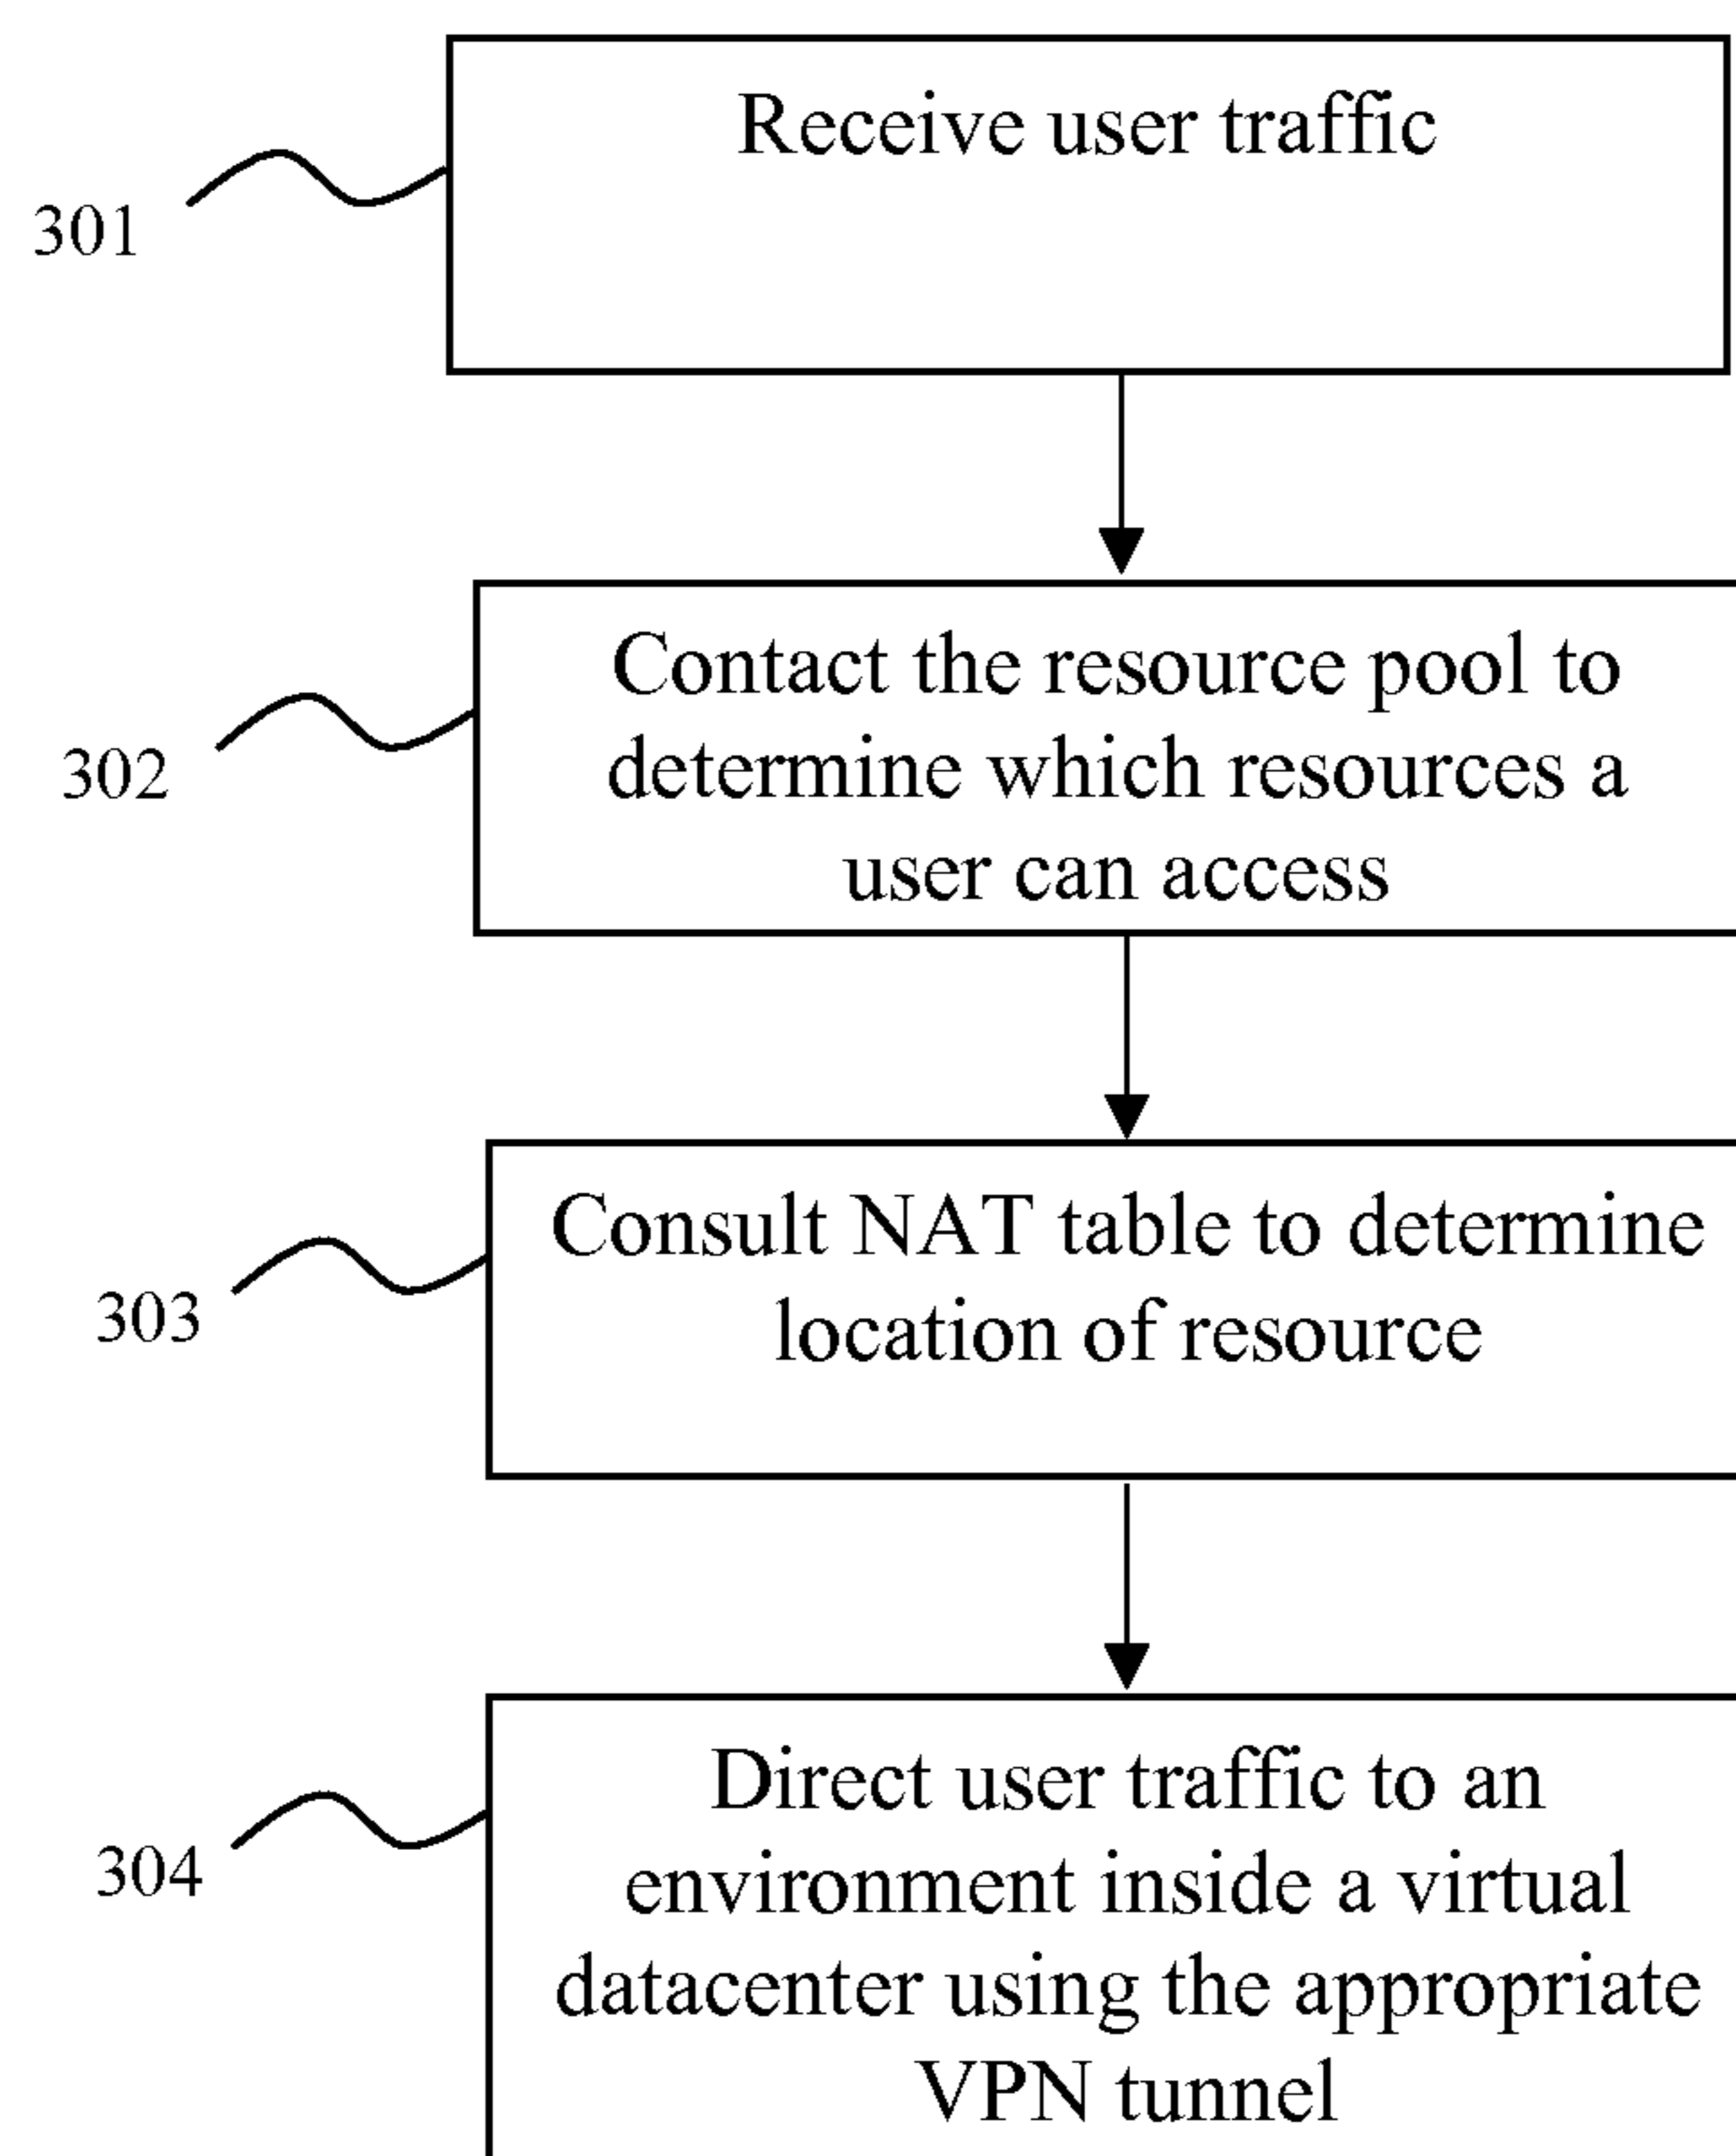 Receive user traffic
301
Contact the resource pool to
determine which resources a
user can access
302
Consult NAT table to determine
location of resource
303
Direct user traffic to an
environment inside a virtual
datacenter using the appropriate
VPN tunnel
304